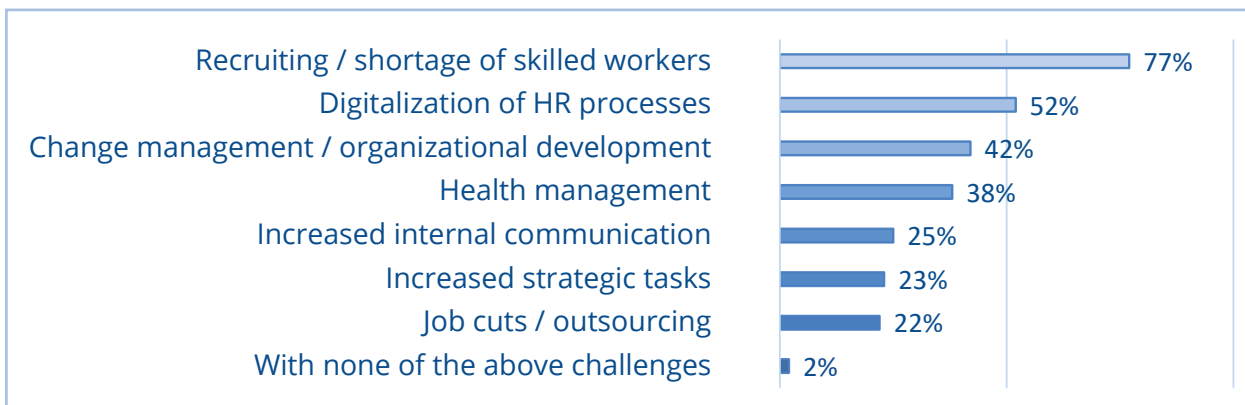 Recruiting / shortage of skilled workers 77%
Digitalization of HR processes 52%
Change management / organizational development 42%
Health management 38%
Increased internal communication 25%
Increased strategic tasks 23%
Job cuts / outsourcing 22%
With none of the above challenges 2%